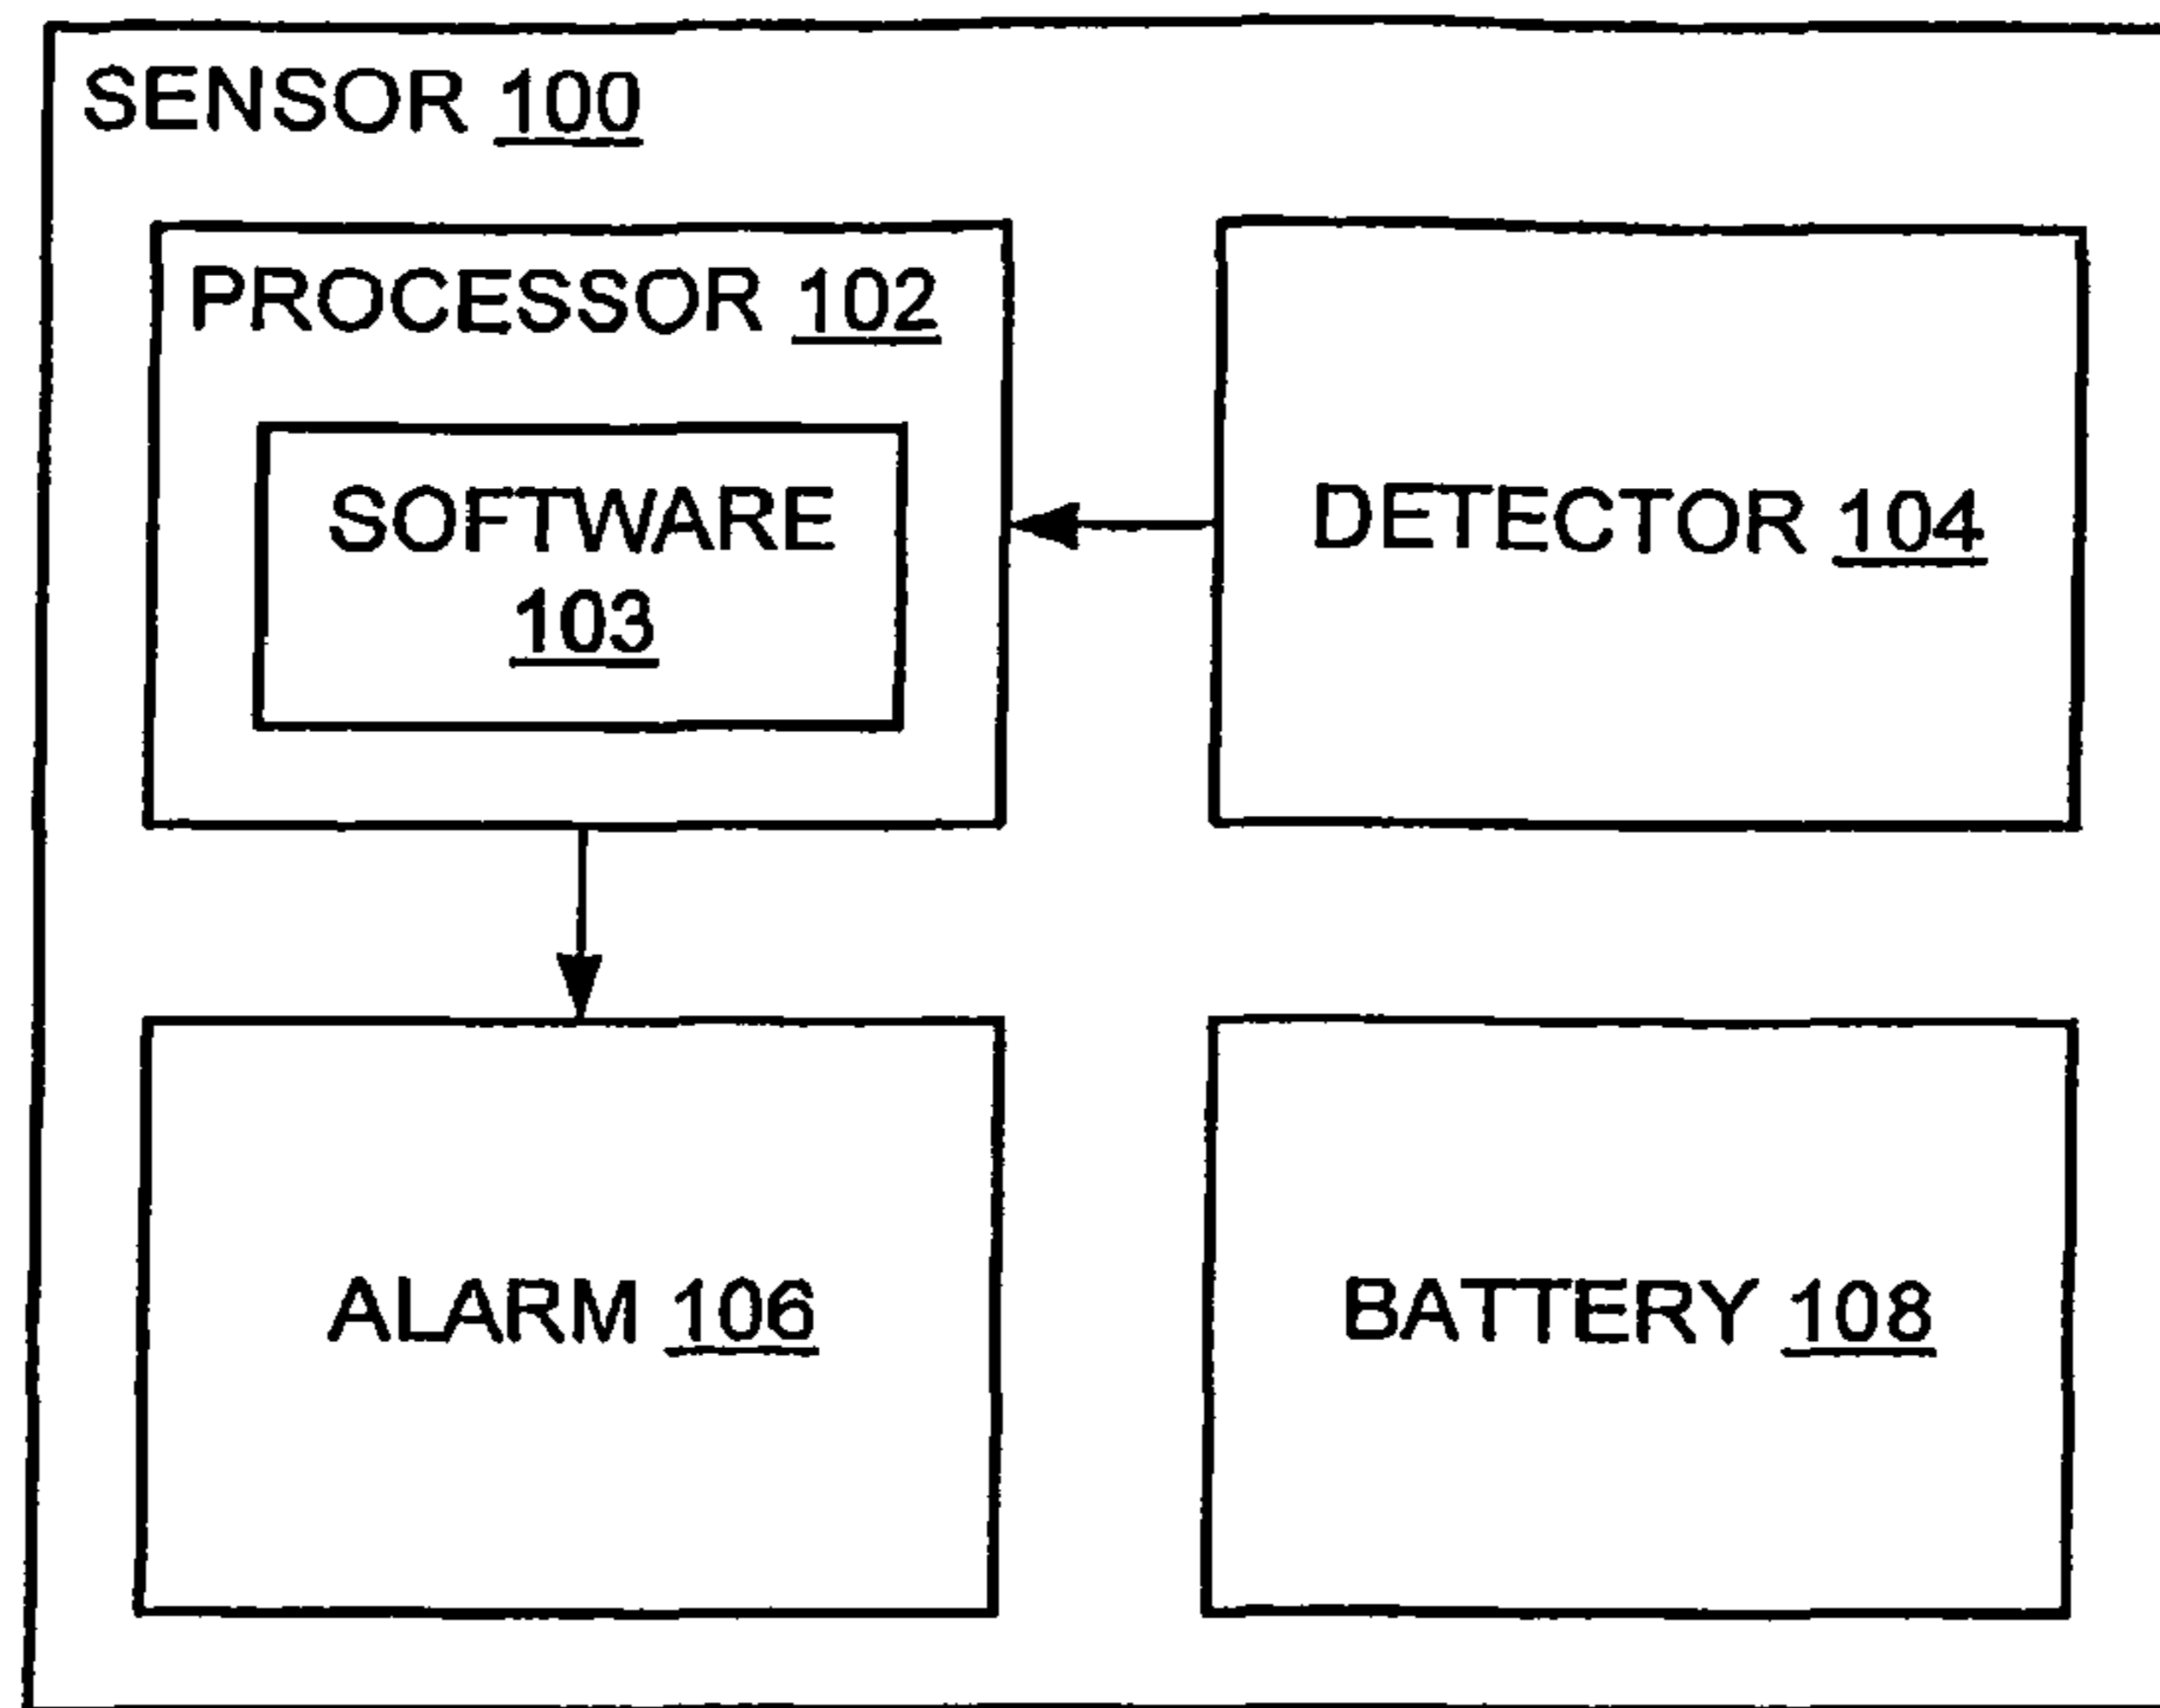 SENSOR 100
PROCESSOR 102
SOFTWARE
103
DETECTOR 104
ALARM 106
BATTERY 108